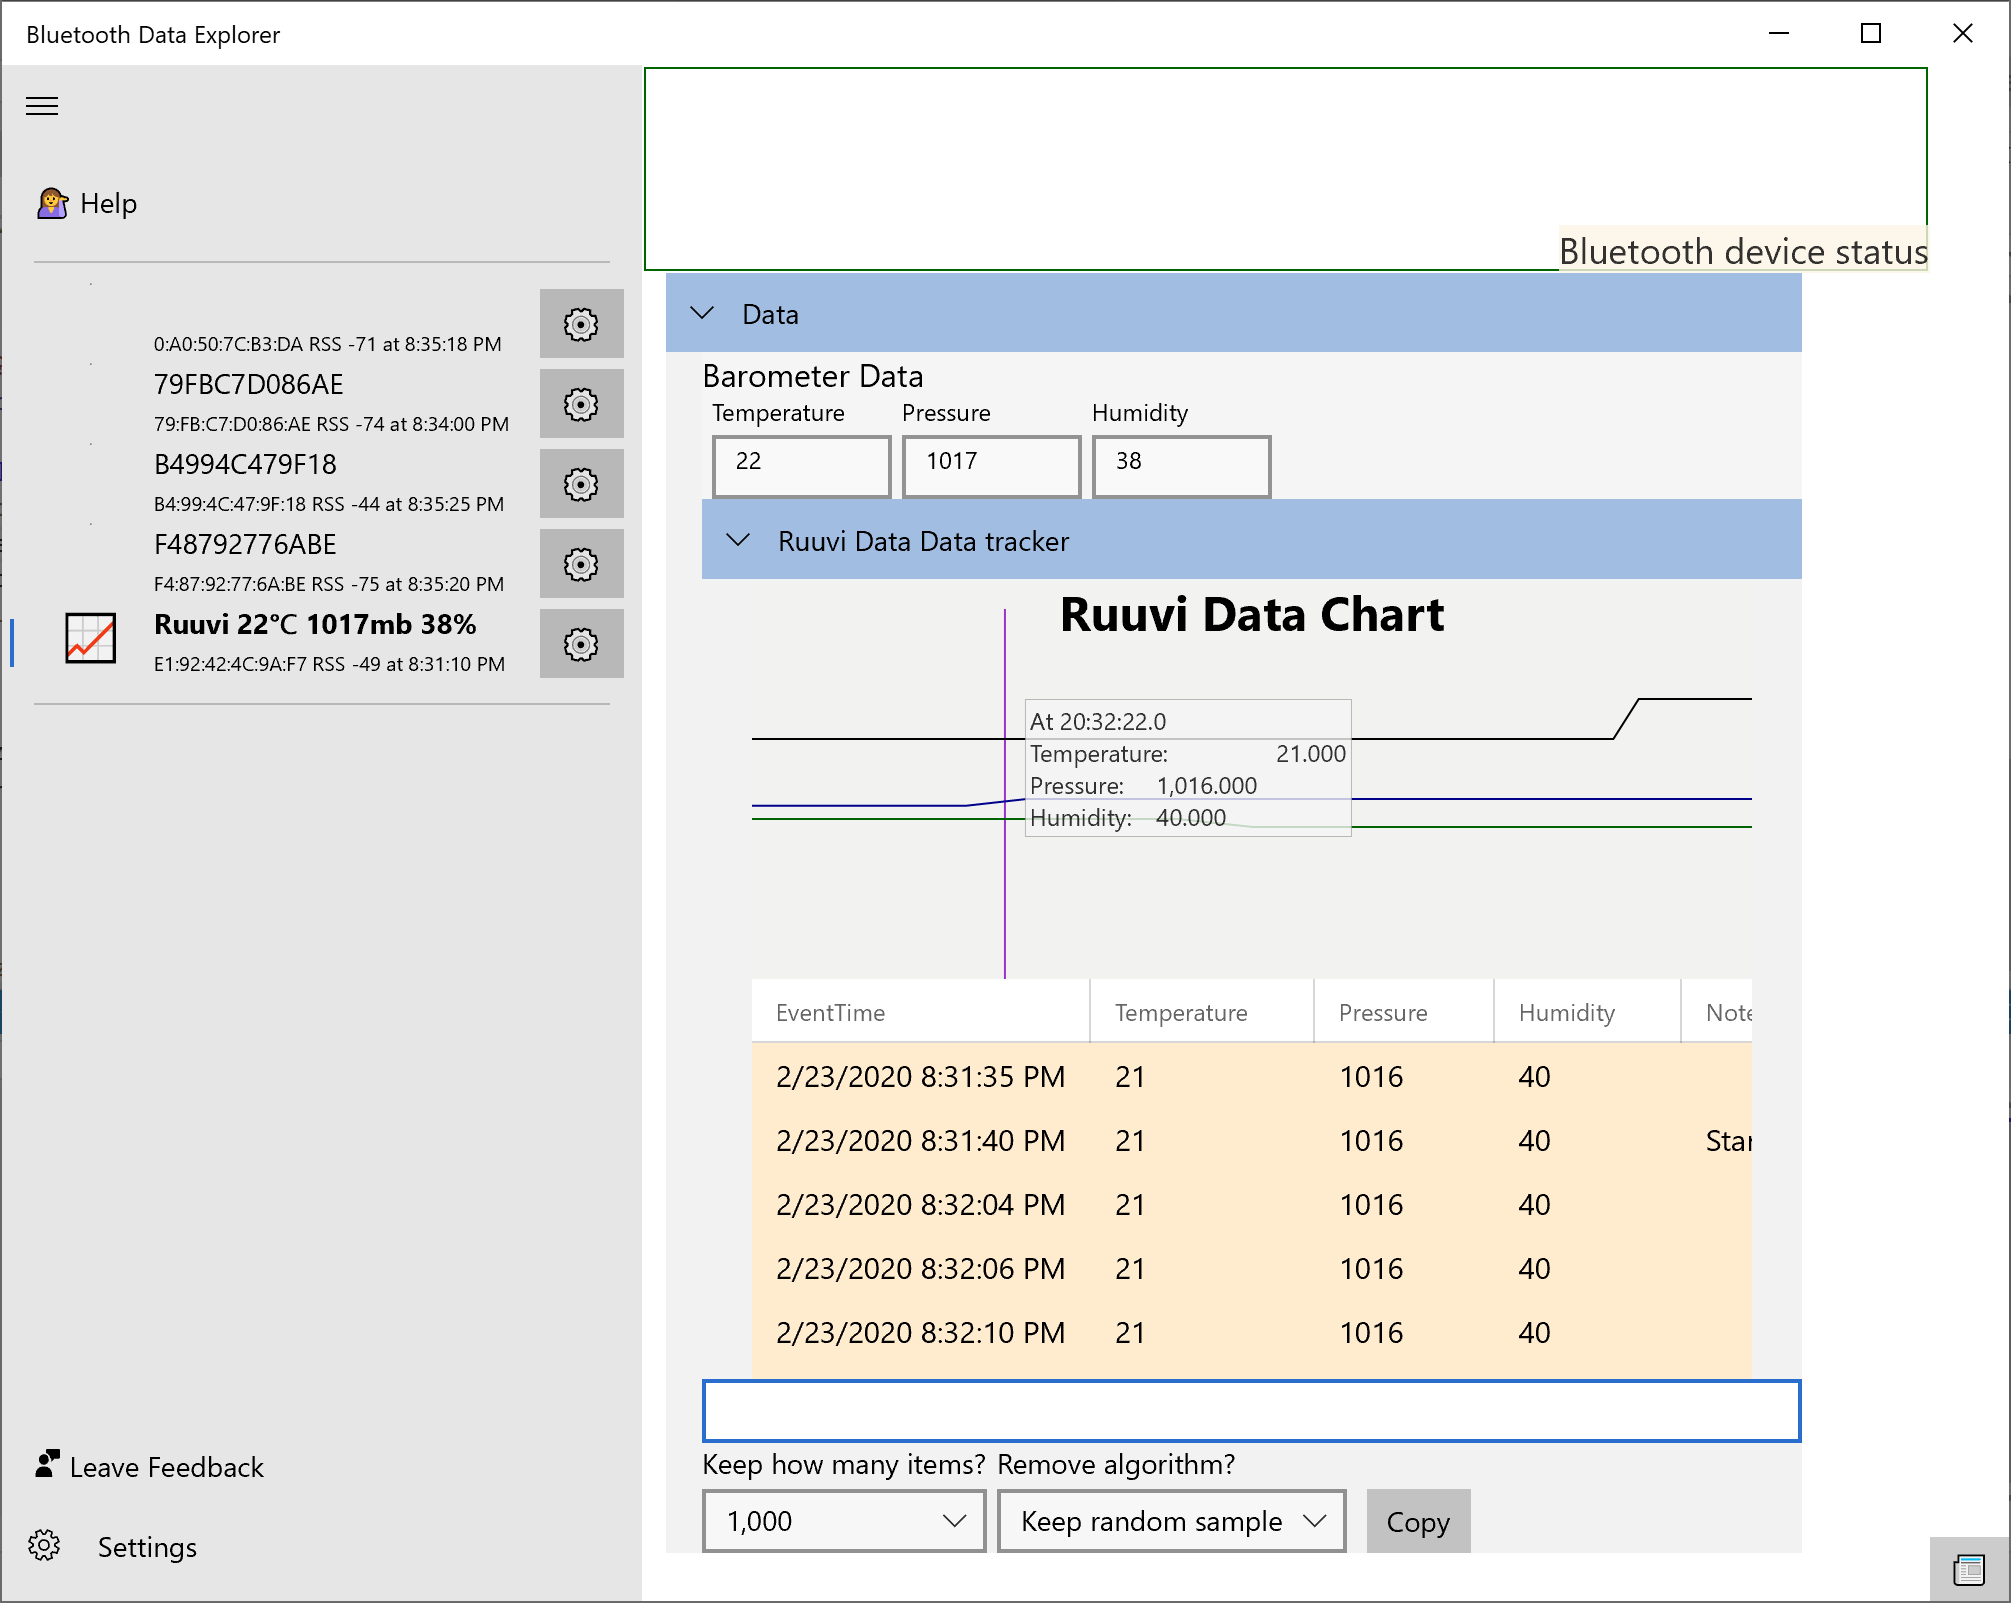 Bluetooth Data Explorer
Help
0:A0:50:7C:B3:DA RSS -71 at 8:35:18 PM
79FBC7D086AE
79:FB:C7:D0:86:AE RSS -74 at 8:34:00 PM
B4994C479F18
B4:99:4C:47:9F:18 RSS -44 at 8:35:25 PM
F48792776ABE
F4:87:92:77:6A:BE RSS -75 at 8:35:20 PM
Ruuvi 22℃ 1017mb 38%
E1:92:42:4C:9A:F7 RSS -49 at 8:31:10 PM
Leave Feedback
Settings
Bluetooth device status
Data
Barometer Data
Temperature Pressure Humidity
22 1017 38
Ruuvi Data Data tracker
Ruuvi Data Chart
At 20:32:22.0
Temperature: 21.000
Pressure: 1,016.000
Humidity: 40.000
EventTime Temperature Pressure Humidity Note
2/23/2020 8:31:35 PM 21 1016 40
2/23/2020 8:31:40 PM 21 1016 40 Star
2/23/2020 8:32:04 PM 21 1016 40
2/23/2020 8:32:06 PM 21 1016 40
2/23/2020 8:32:10 PM 21 1016 40
Keep how many items? Remove algorithm?
1,000 Keep random sample Copy